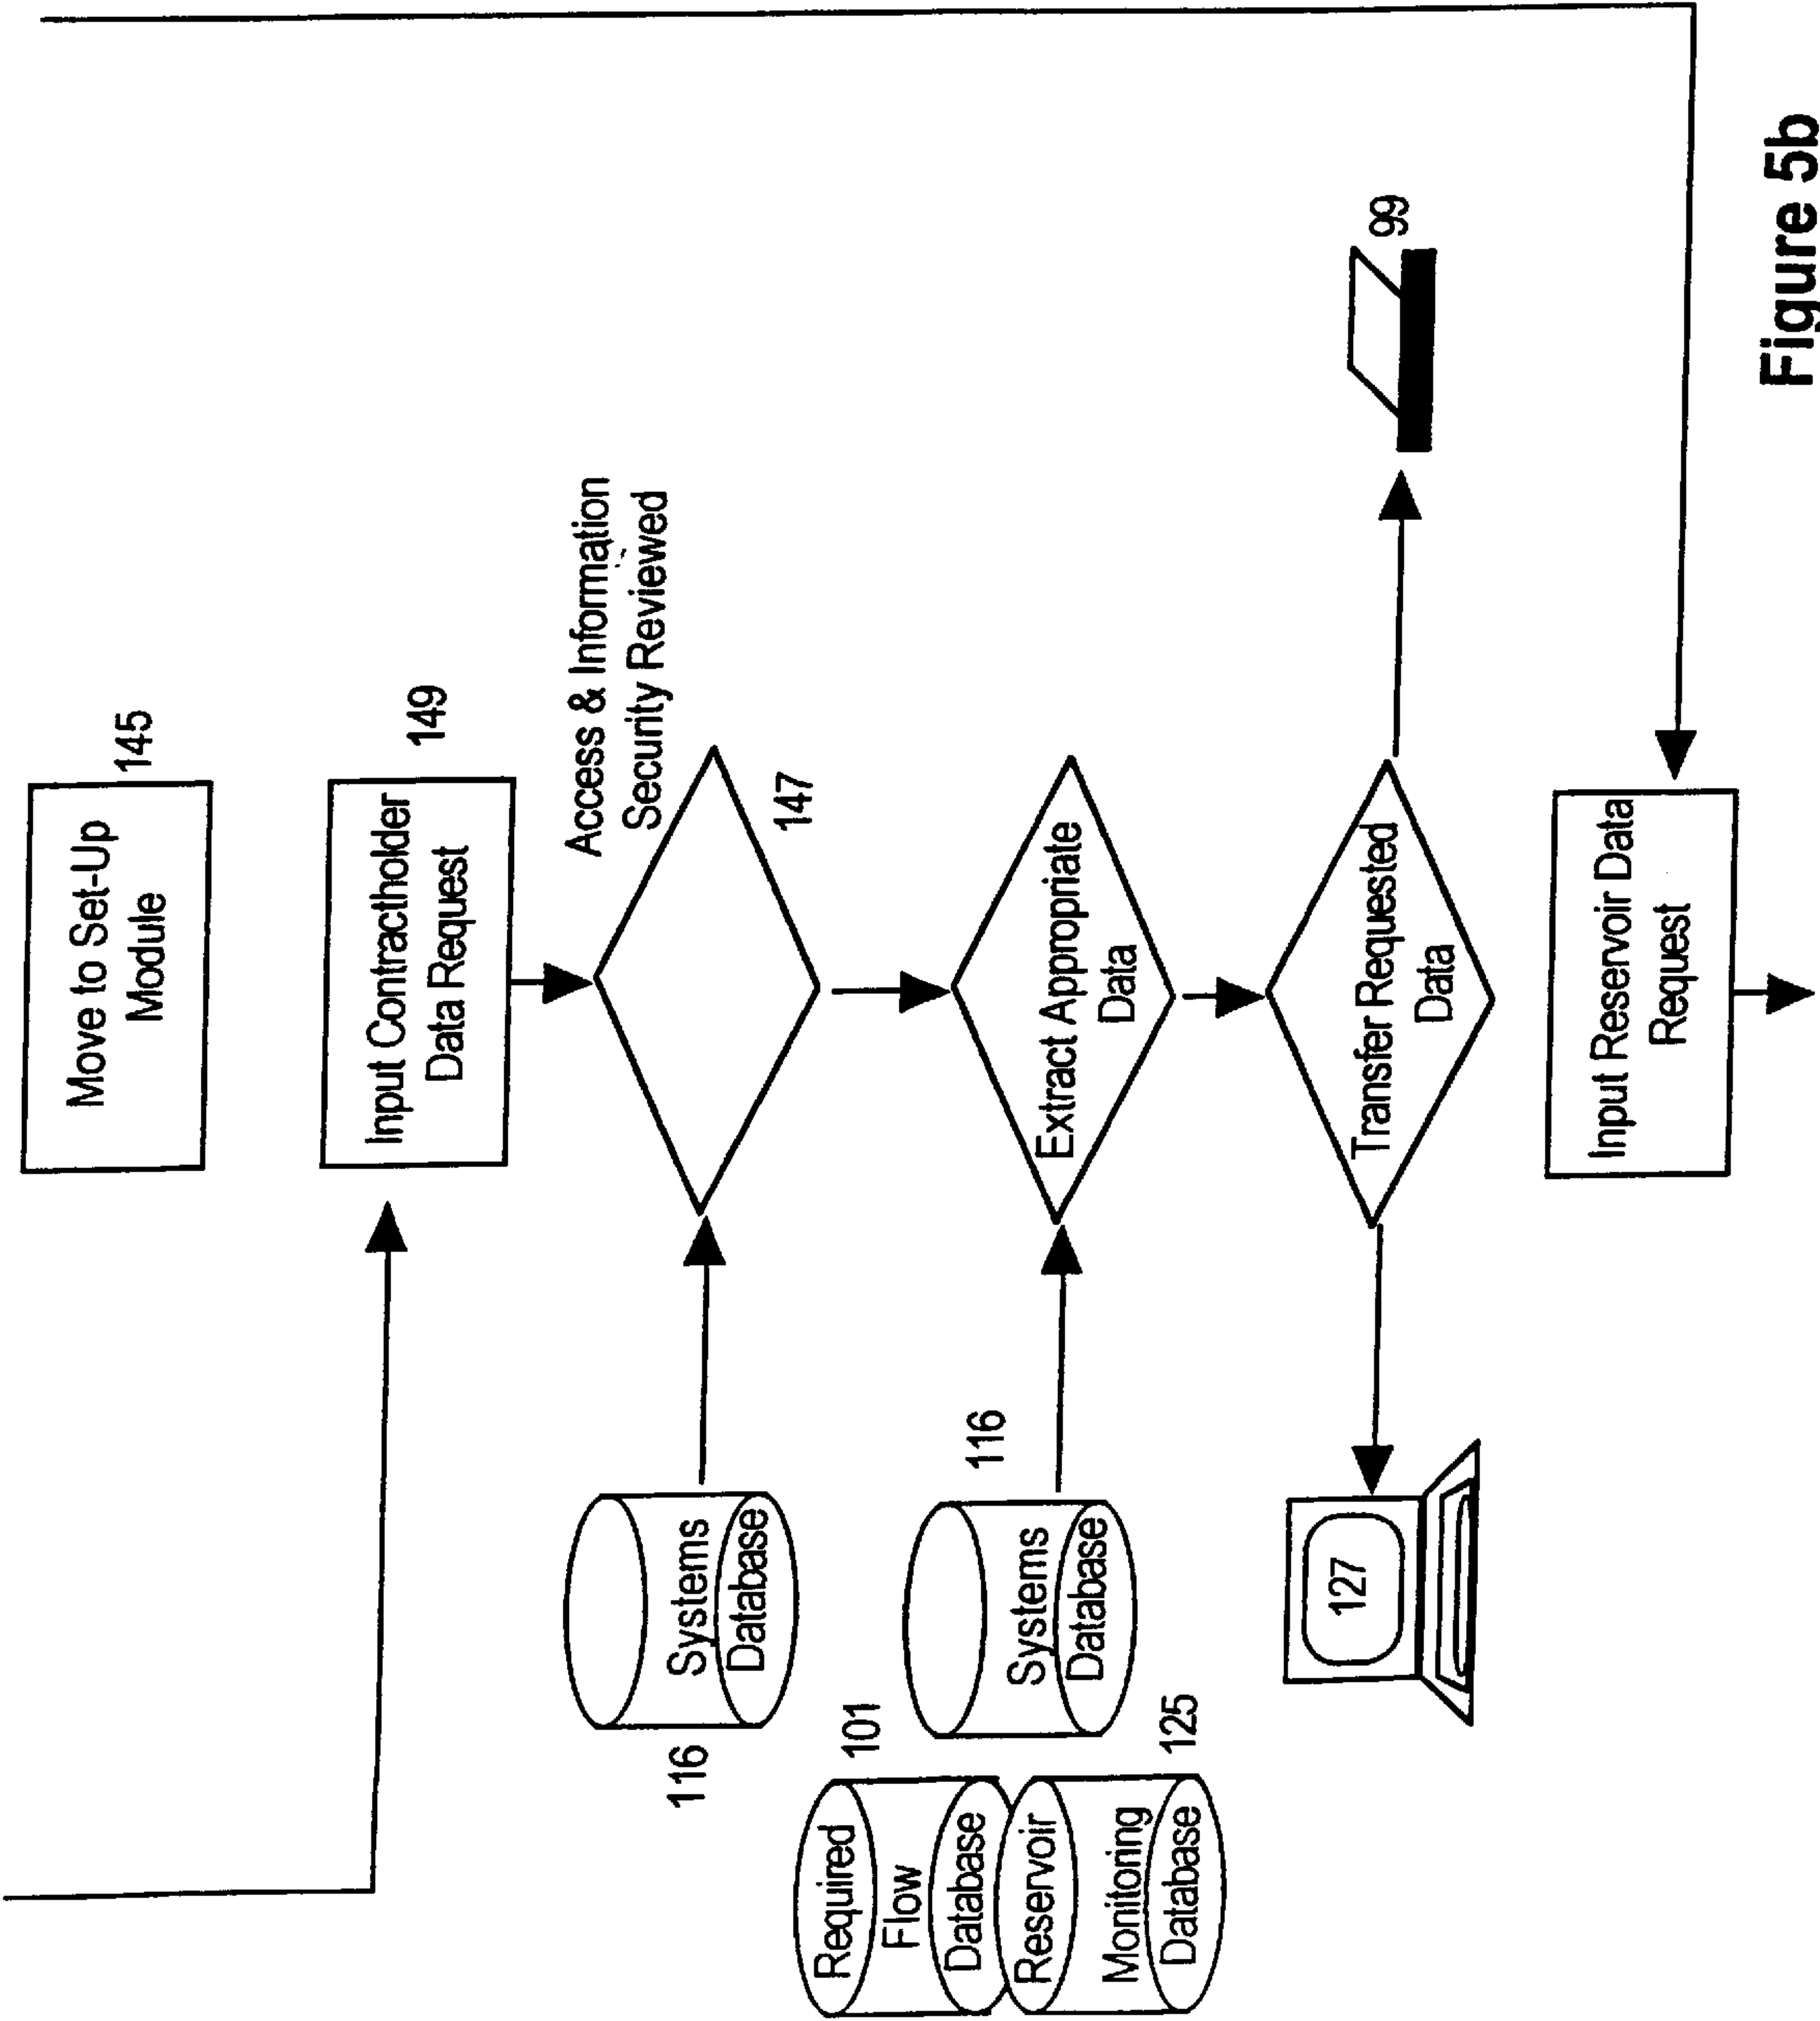 Move to Set-Up
Module
145
Input Contractholder
Data Request
149
Access & Information
Security Reviewed
147
Systems
Database
116
Extract Appropriate
Data
Systems
Database
116
Required
Flow
Database
101
Reservoir
Monitoring
Database
125
Transfer Requested
Data
127
99
Input Reservoir Data
Request
Figure 5b